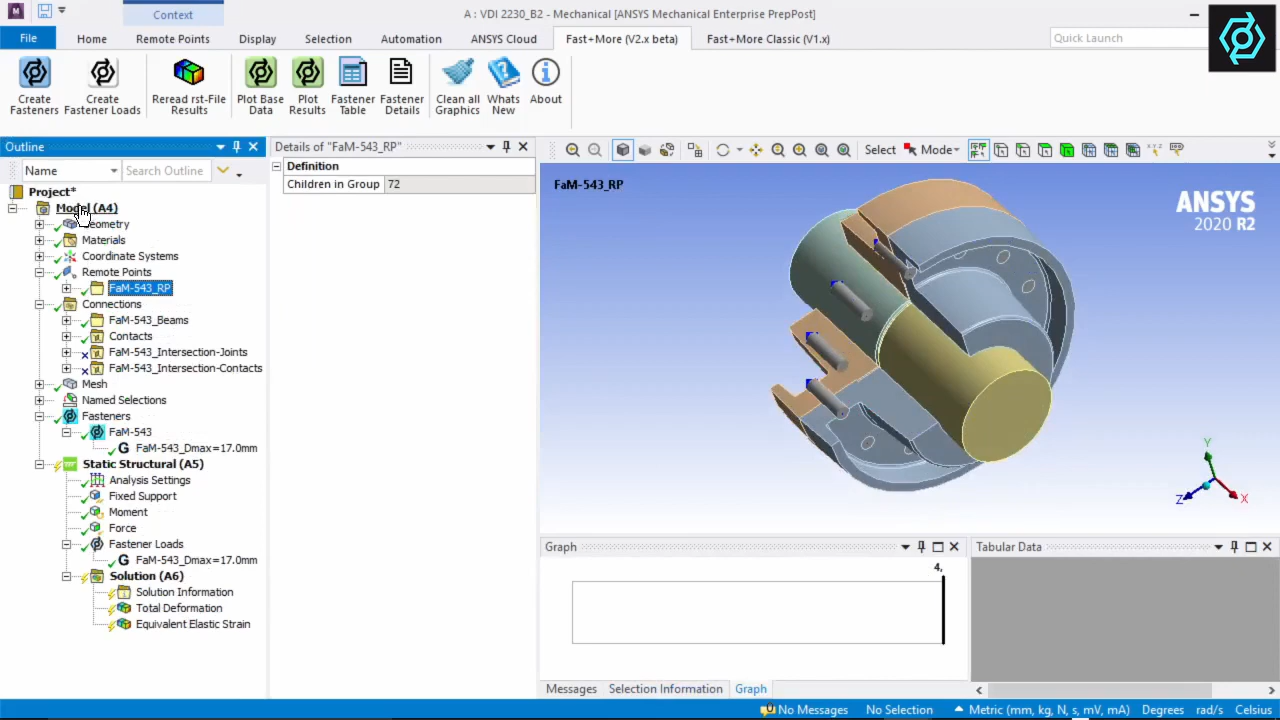 Context
A : VDI 2230_B2 - Mechanical [ANSYS Mechanical Enterprise PrepPost]
File
Home
Remote Points
Display
Selection
Automation
ANSYS Cloud
Fast+More (V2.x beta)
Fast+More Classic (V1.x)
Quick Launch
Create Fasteners
Create Fastener Loads
Reread rst-File Results
Plot Base Data
Plot Results
Fastener Table
Fastener Details
Clean all Graphics
Whats New
About
Outline
Name
Search Outline
Project*
Model (A4)
Geometry
Materials
Coordinate Systems
Remote Points
FaM-543_RP
Connections
FaM-543_Beams
Contacts
FaM-543_Intersection-Joints
FaM-543_Intersection-Contacts
Mesh
Named Selections
Fasteners
FaM-543
G FaM-543_Dmax=17.0mm
Static Structural (A5)
Analysis Settings
Fixed Support
Moment
Force
Fastener Loads
G FaM-543_Dmax=17.0mm
Solution (A6)
Solution Information
Total Deformation
Equivalent Elastic Strain
Details of "FaM-543_RP"
Definition
Children in Group 72
Select
Mode
FaM-543_RP
ANSYS
2020 R2
Y
Z
X
Graph
4,
Tabular Data
Messages
Selection Information
Graph
No Messages
No Selection
Metric (mm, kg, N, s, mV, mA)
Degrees
rad/s
Celsius